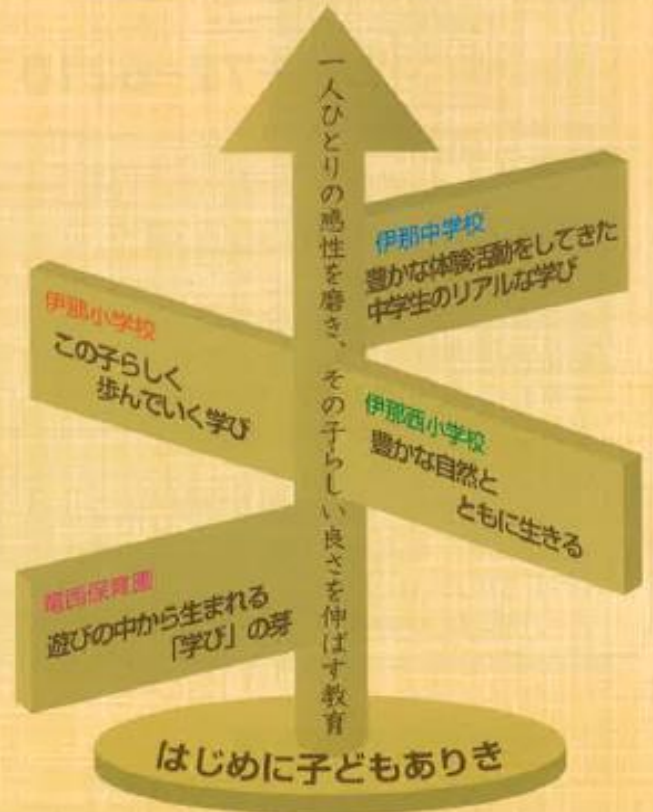 一人ひとりの感性を磨き、その子らしい良さを伸ばす教育
伊那中学校
豊かな体験活動をしてきた
中学生のリアルな学び
伊那小学校
この子らしく
歩んでいく学び
伊那西小学校
豊かな自然と
ともに生きる
竜西保育園
遊びの中から生まれる
「学び」の芽
はじめに子どもありき